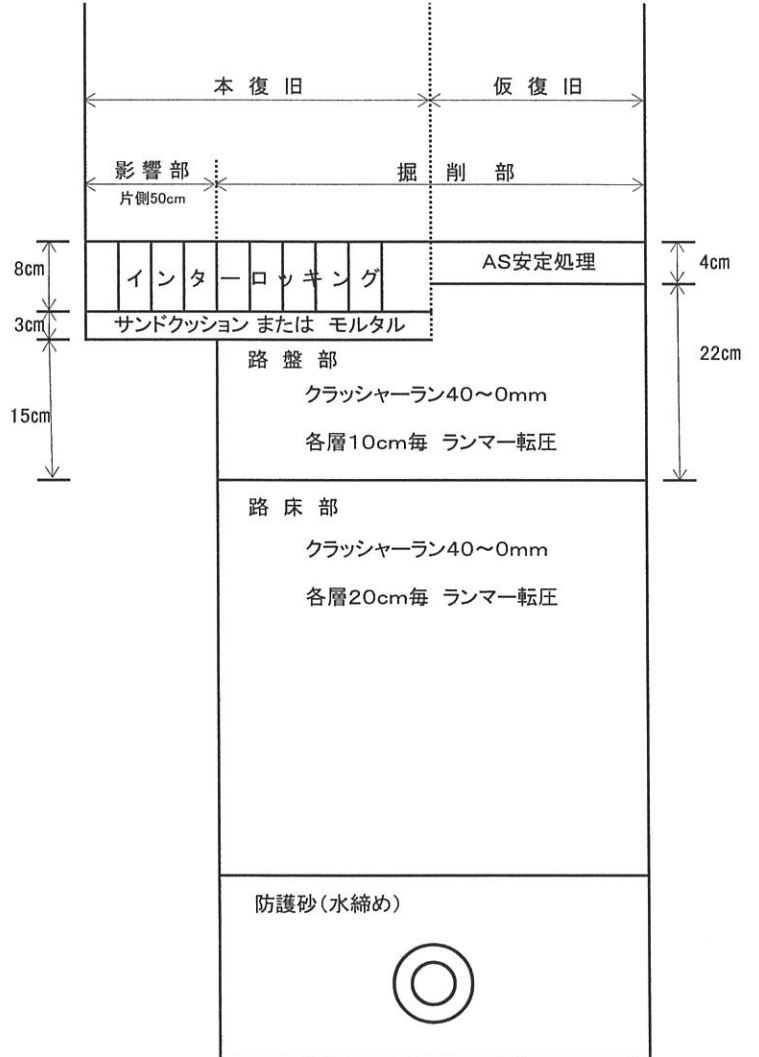 本復旧
仮復旧
影響部
片側50cm
掘削部
8cm
インターロッキング
AS安定処理
4cm
3cm
サンドクッション または モルタル
路盤部
22cm
クラッシャーラン40～0mm
15cm
各層10cm毎 ランマー転圧
路床部
クラッシャーラン40～0mm
各層20cm毎 ランマー転圧
防護砂(水締め)